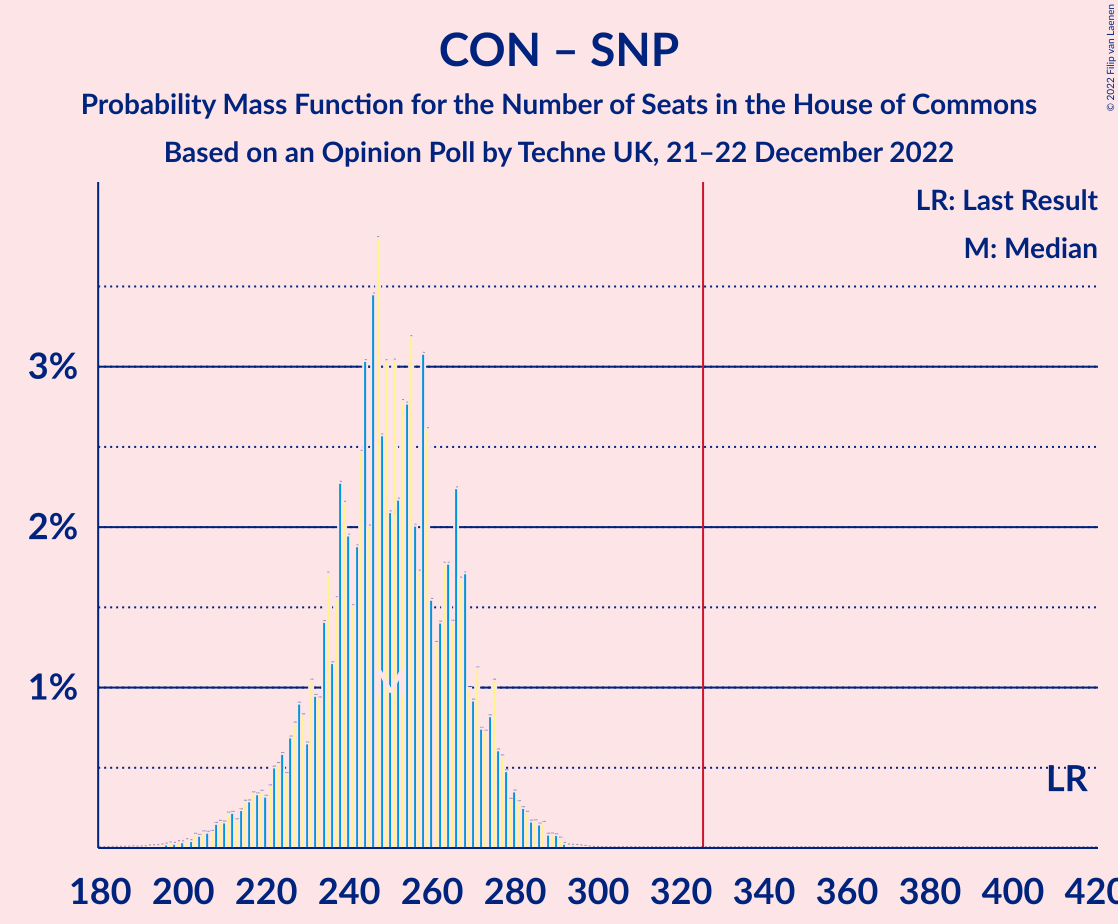 CON – SNP
Probability Mass Function for the Number of Seats in the House of Commons
Based on an Opinion Poll by Techne UK, 21–22 December 2022
© 2022 Filip van Laenen
LR: Last Result
M: Median
3%
2%
1%
M
LR
180 200 220 240 260 280 300 320 340 360 380 400 420